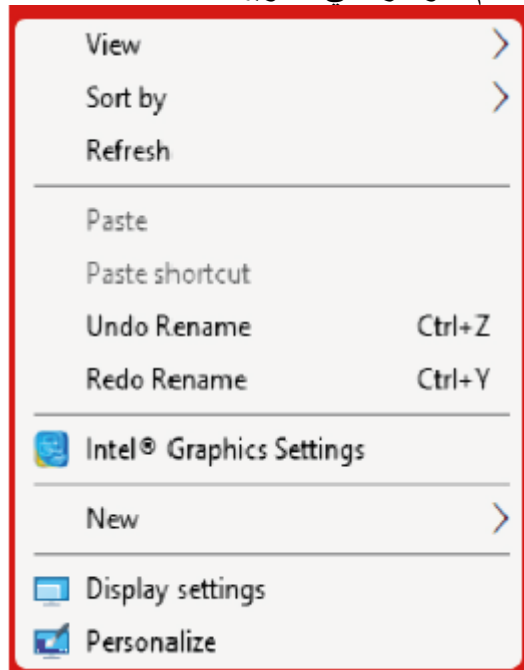 View
Sort by
Refresh
Paste
Paste shortcut
Undo Rename Ctrl+Z
Redo Rename Ctrl+Y
Intel® Graphics Settings
New
Display settings
Personalize